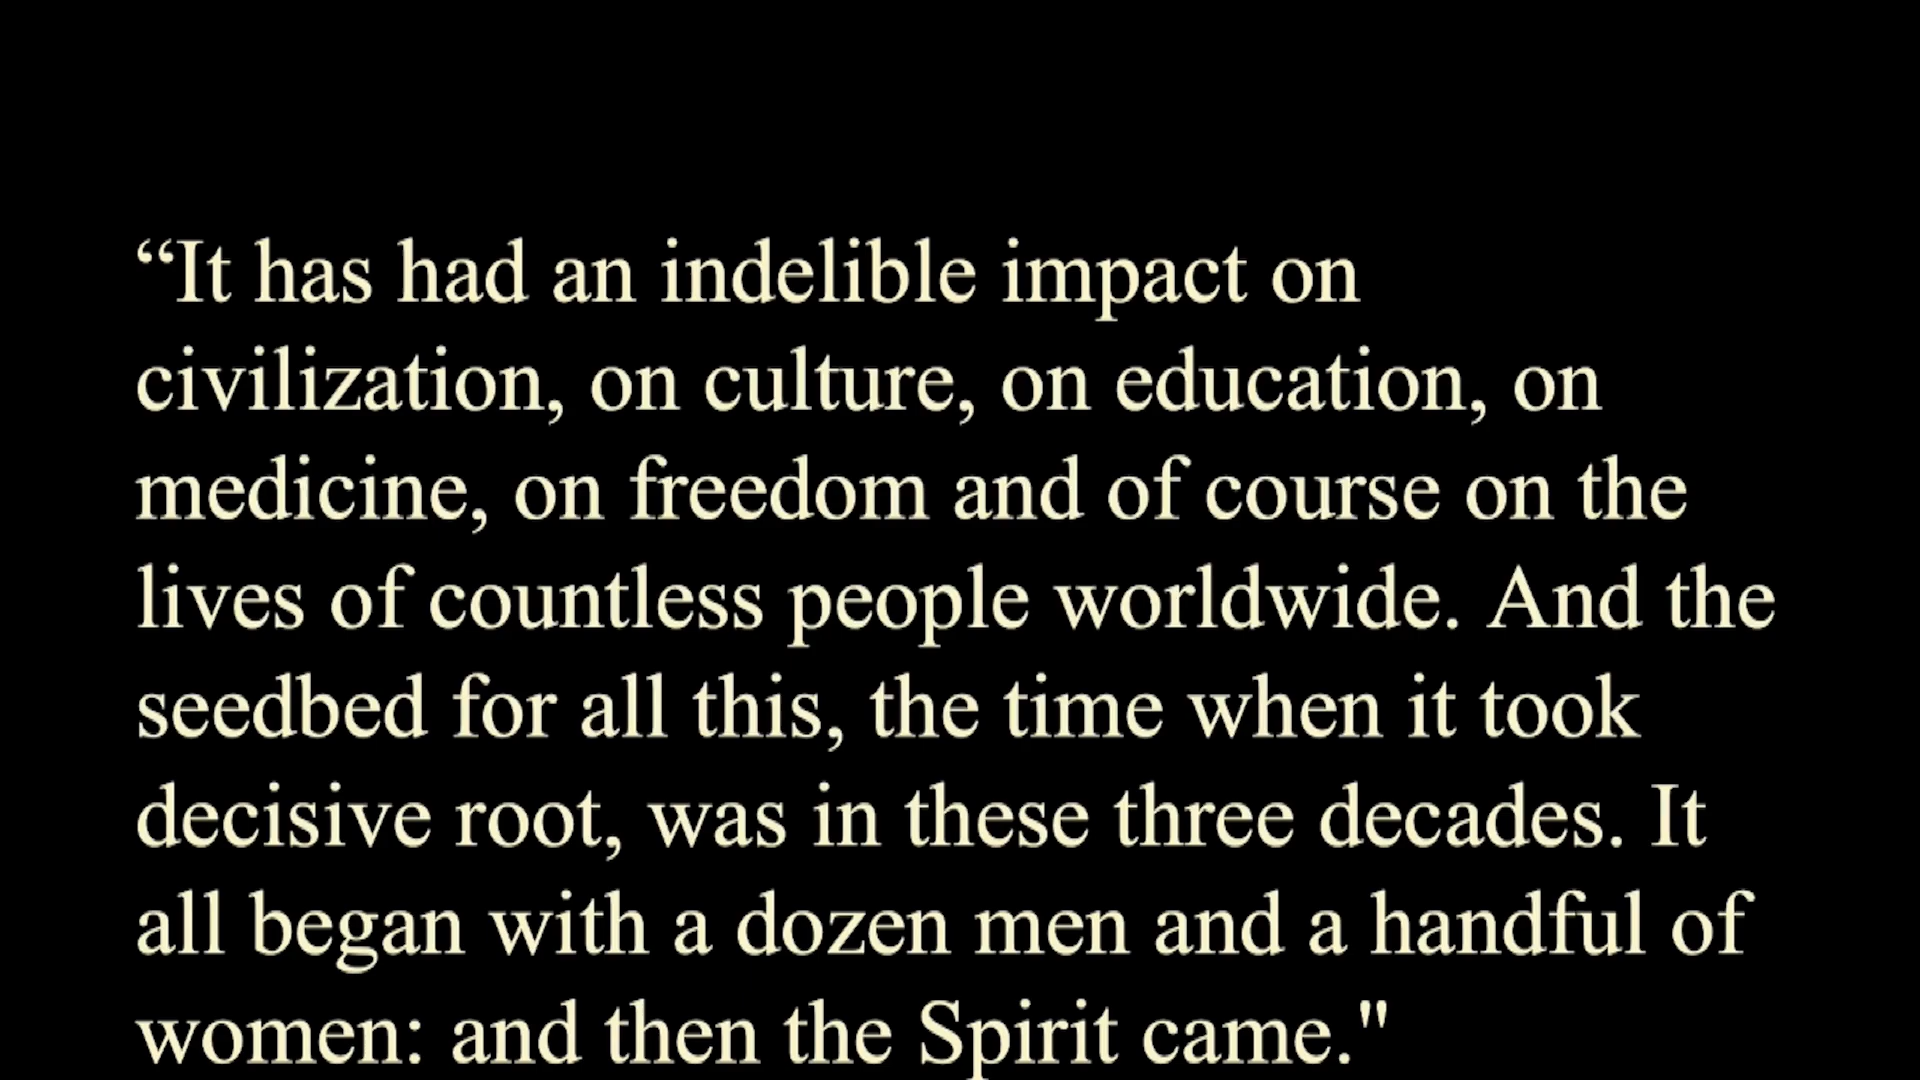 “It has had an indelible impact on
civilization, on culture, on education, on
medicine, on freedom and of course on the
lives of countless people worldwide. And the
seedbed for all this, the time when it took
decisive root, was in these three decades. It
all began with a dozen men and a handful of
women: and then the Spirit came."